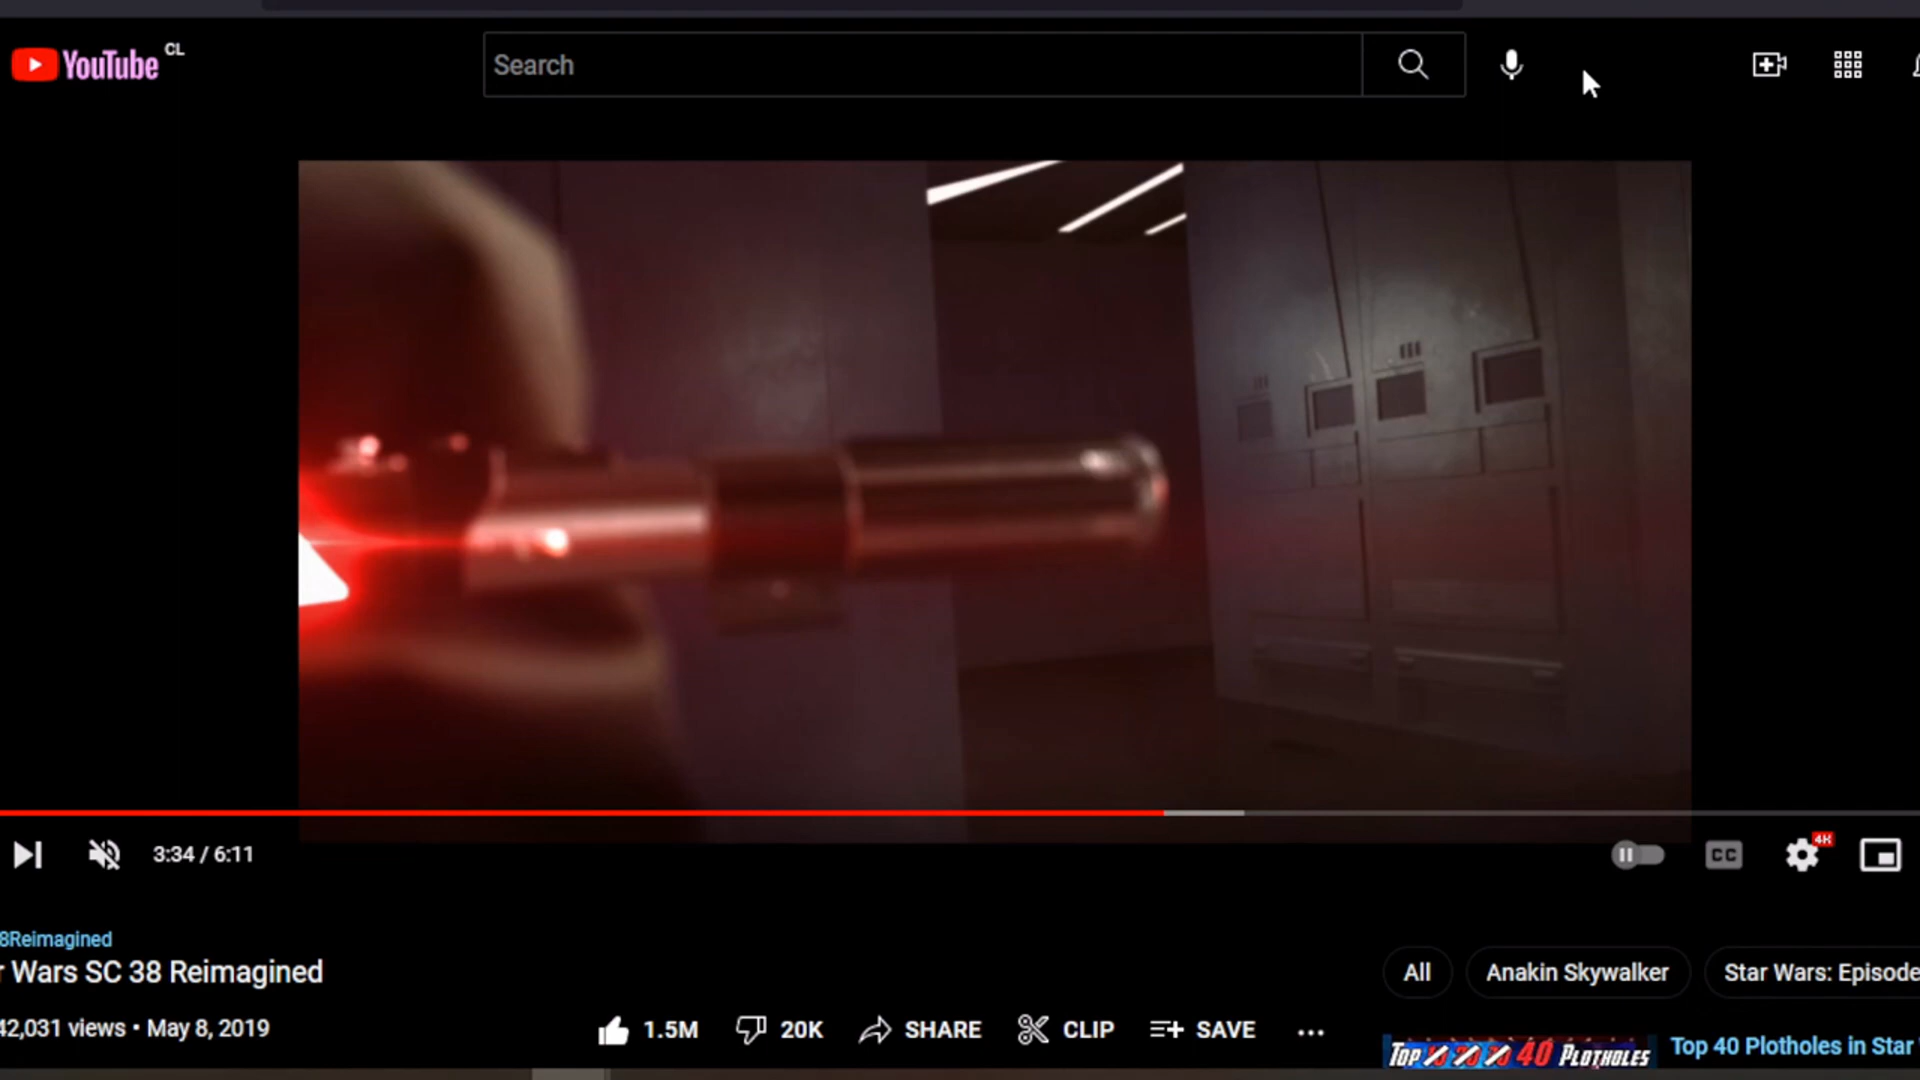 YouTube CL
Search
3:34 / 6:11
CC
4K
8Reimagined
r Wars SC 38 Reimagined
42,031 views • May 8, 2019
1.5M
20K
SHARE
CLIP
SAVE
All
Anakin Skywalker
Star Wars: Episode
TOP
40 PLOTHOLES
Top 40 Plotholes in Star